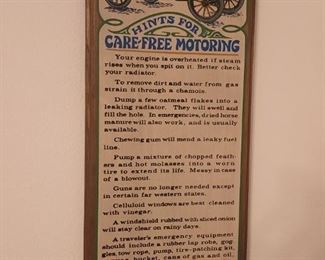 HINTS FOR
CARE-FREE MOTORING
Your engine is overheated if steam
rises when you spit on it. Better check
your radiator.
To remove dirt and water from gas
strain it through a chamois.
Dump a few oatmeal flakes into a
leaking radiator. They will swell and
fill the hole. In emergencies, dried horse
manure will also work, and is usually
available.
Chewing gum will mend a leaky fuel
line.
Pump a mixture of chopped feath-
ers and hot molasses into a worn
tire to extend its life. Messy in case
of a blowout.
Guns are no longer needed except
in certain far western states.
Celluloid windows are best cleaned
with vinegar.
A windshield rubbed with sliced onion
will stay clear on rainy days.
A traveler's emergency equipment
should include a rubber lap robe, gog-
gles, tow rope, pump, tire-patching kit,
bucket, cans of gas and oil,